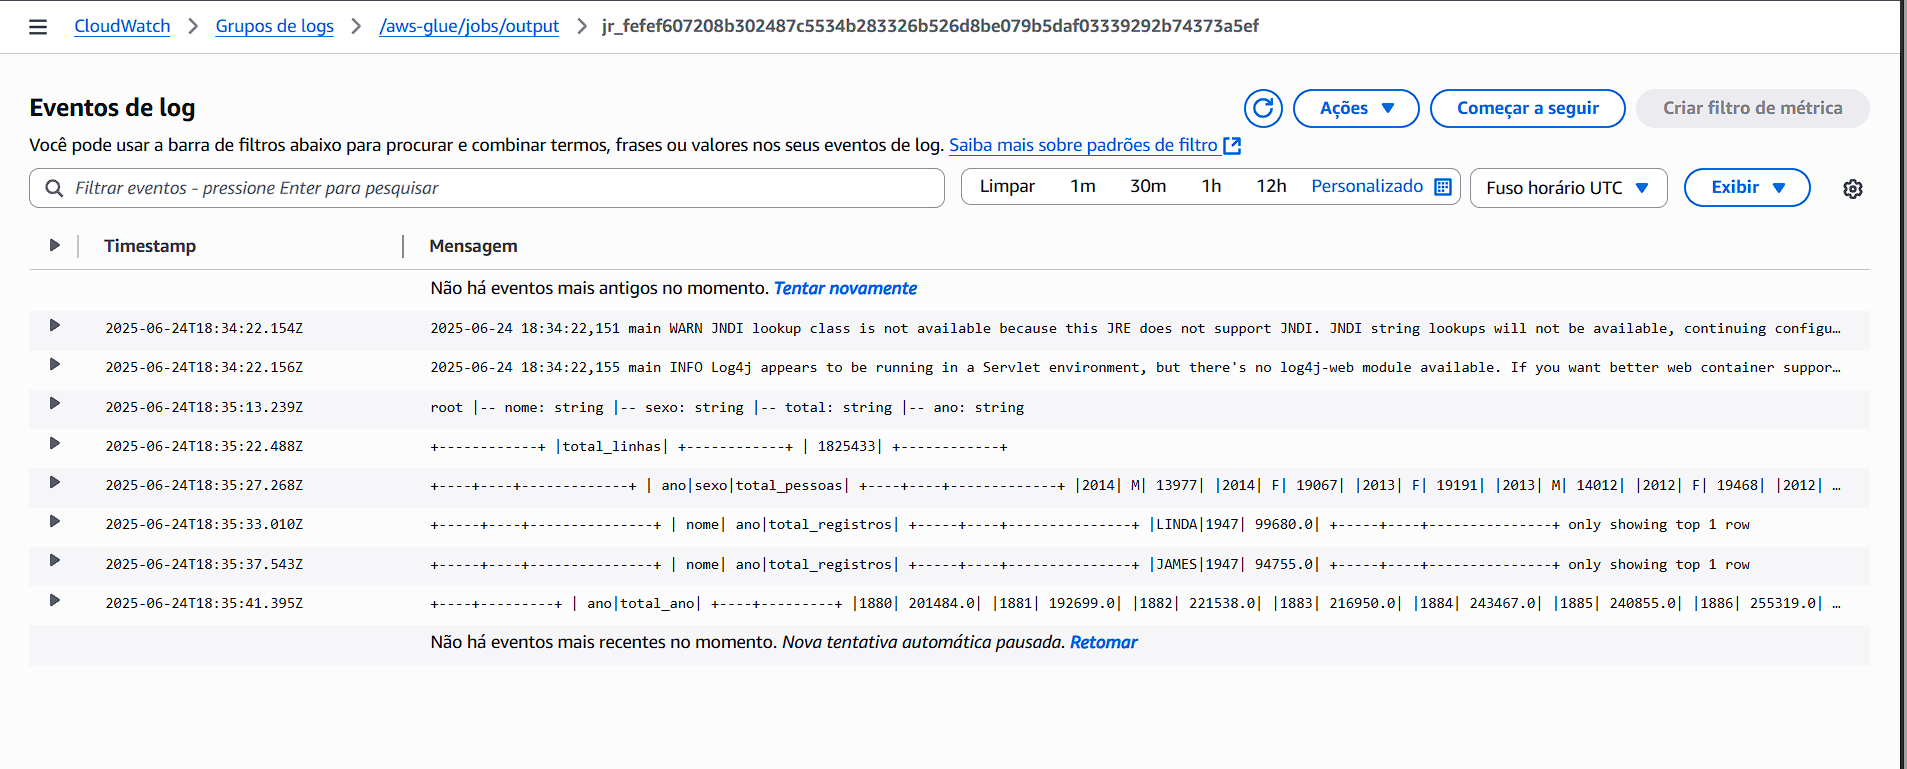 CloudWatch > Grupos de logs > /aws-glue/jobs/output > jr_fefef607208b302487c5534b283326b526d8be079b5daf03339292b74373a5ef
Eventos de log
Ações
Começar a seguir
Criar filtro de métrica
Você pode usar a barra de filtros abaixo para procurar e combinar termos, frases ou valores nos seus eventos de log. Saiba mais sobre padrões de filtro
Filtrar eventos - pressione Enter para pesquisar
Limpar 1m 30m 1h 12h Personalizado
Fuso horário UTC
Exibir
Timestamp Mensagem
Não há eventos mais antigos no momento. Tentar novamente
2025-06-24T18:34:22.154Z 2025-06-24 18:34:22,151 main WARN JNDI lookup class is not available because this JRE does not support JNDI. JNDI string lookups will not be available, continuing configu…
2025-06-24T18:34:22.156Z 2025-06-24 18:34:22,155 main INFO Log4j appears to be running in a Servlet environment, but there's no log4j-web module available. If you want better web container suppor…
2025-06-24T18:35:13.239Z root |-- nome: string |-- sexo: string |-- total: string |-- ano: string
2025-06-24T18:35:22.488Z +------------+ |total_linhas| +------------+ | 1825433| +------------+
2025-06-24T18:35:27.268Z +----+----+-------------+ | ano|sexo|total_pessoas| +----+----+-------------+ |2014| M| 13977| |2014| F| 19067| |2013| F| 19191| |2013| M| 14012| |2012| F| 19468| |2012| …
2025-06-24T18:35:33.010Z +-----+----+---------------+ | nome| ano|total_registros| +-----+----+---------------+ |LINDA|1947| 99680.0| +-----+----+---------------+ only showing top 1 row
2025-06-24T18:35:37.543Z +-----+----+---------------+ | nome| ano|total_registros| +-----+----+---------------+ |JAMES|1947| 94755.0| +-----+----+---------------+ only showing top 1 row
2025-06-24T18:35:41.395Z +----+---------+ | ano|total_ano| +----+---------+ |1880| 201484.0| |1881| 192699.0| |1882| 221538.0| |1883| 216950.0| |1884| 243467.0| |1885| 240855.0| |1886| 255319.0| …
Não há eventos mais recentes no momento. Nova tentativa automática pausada. Retomar